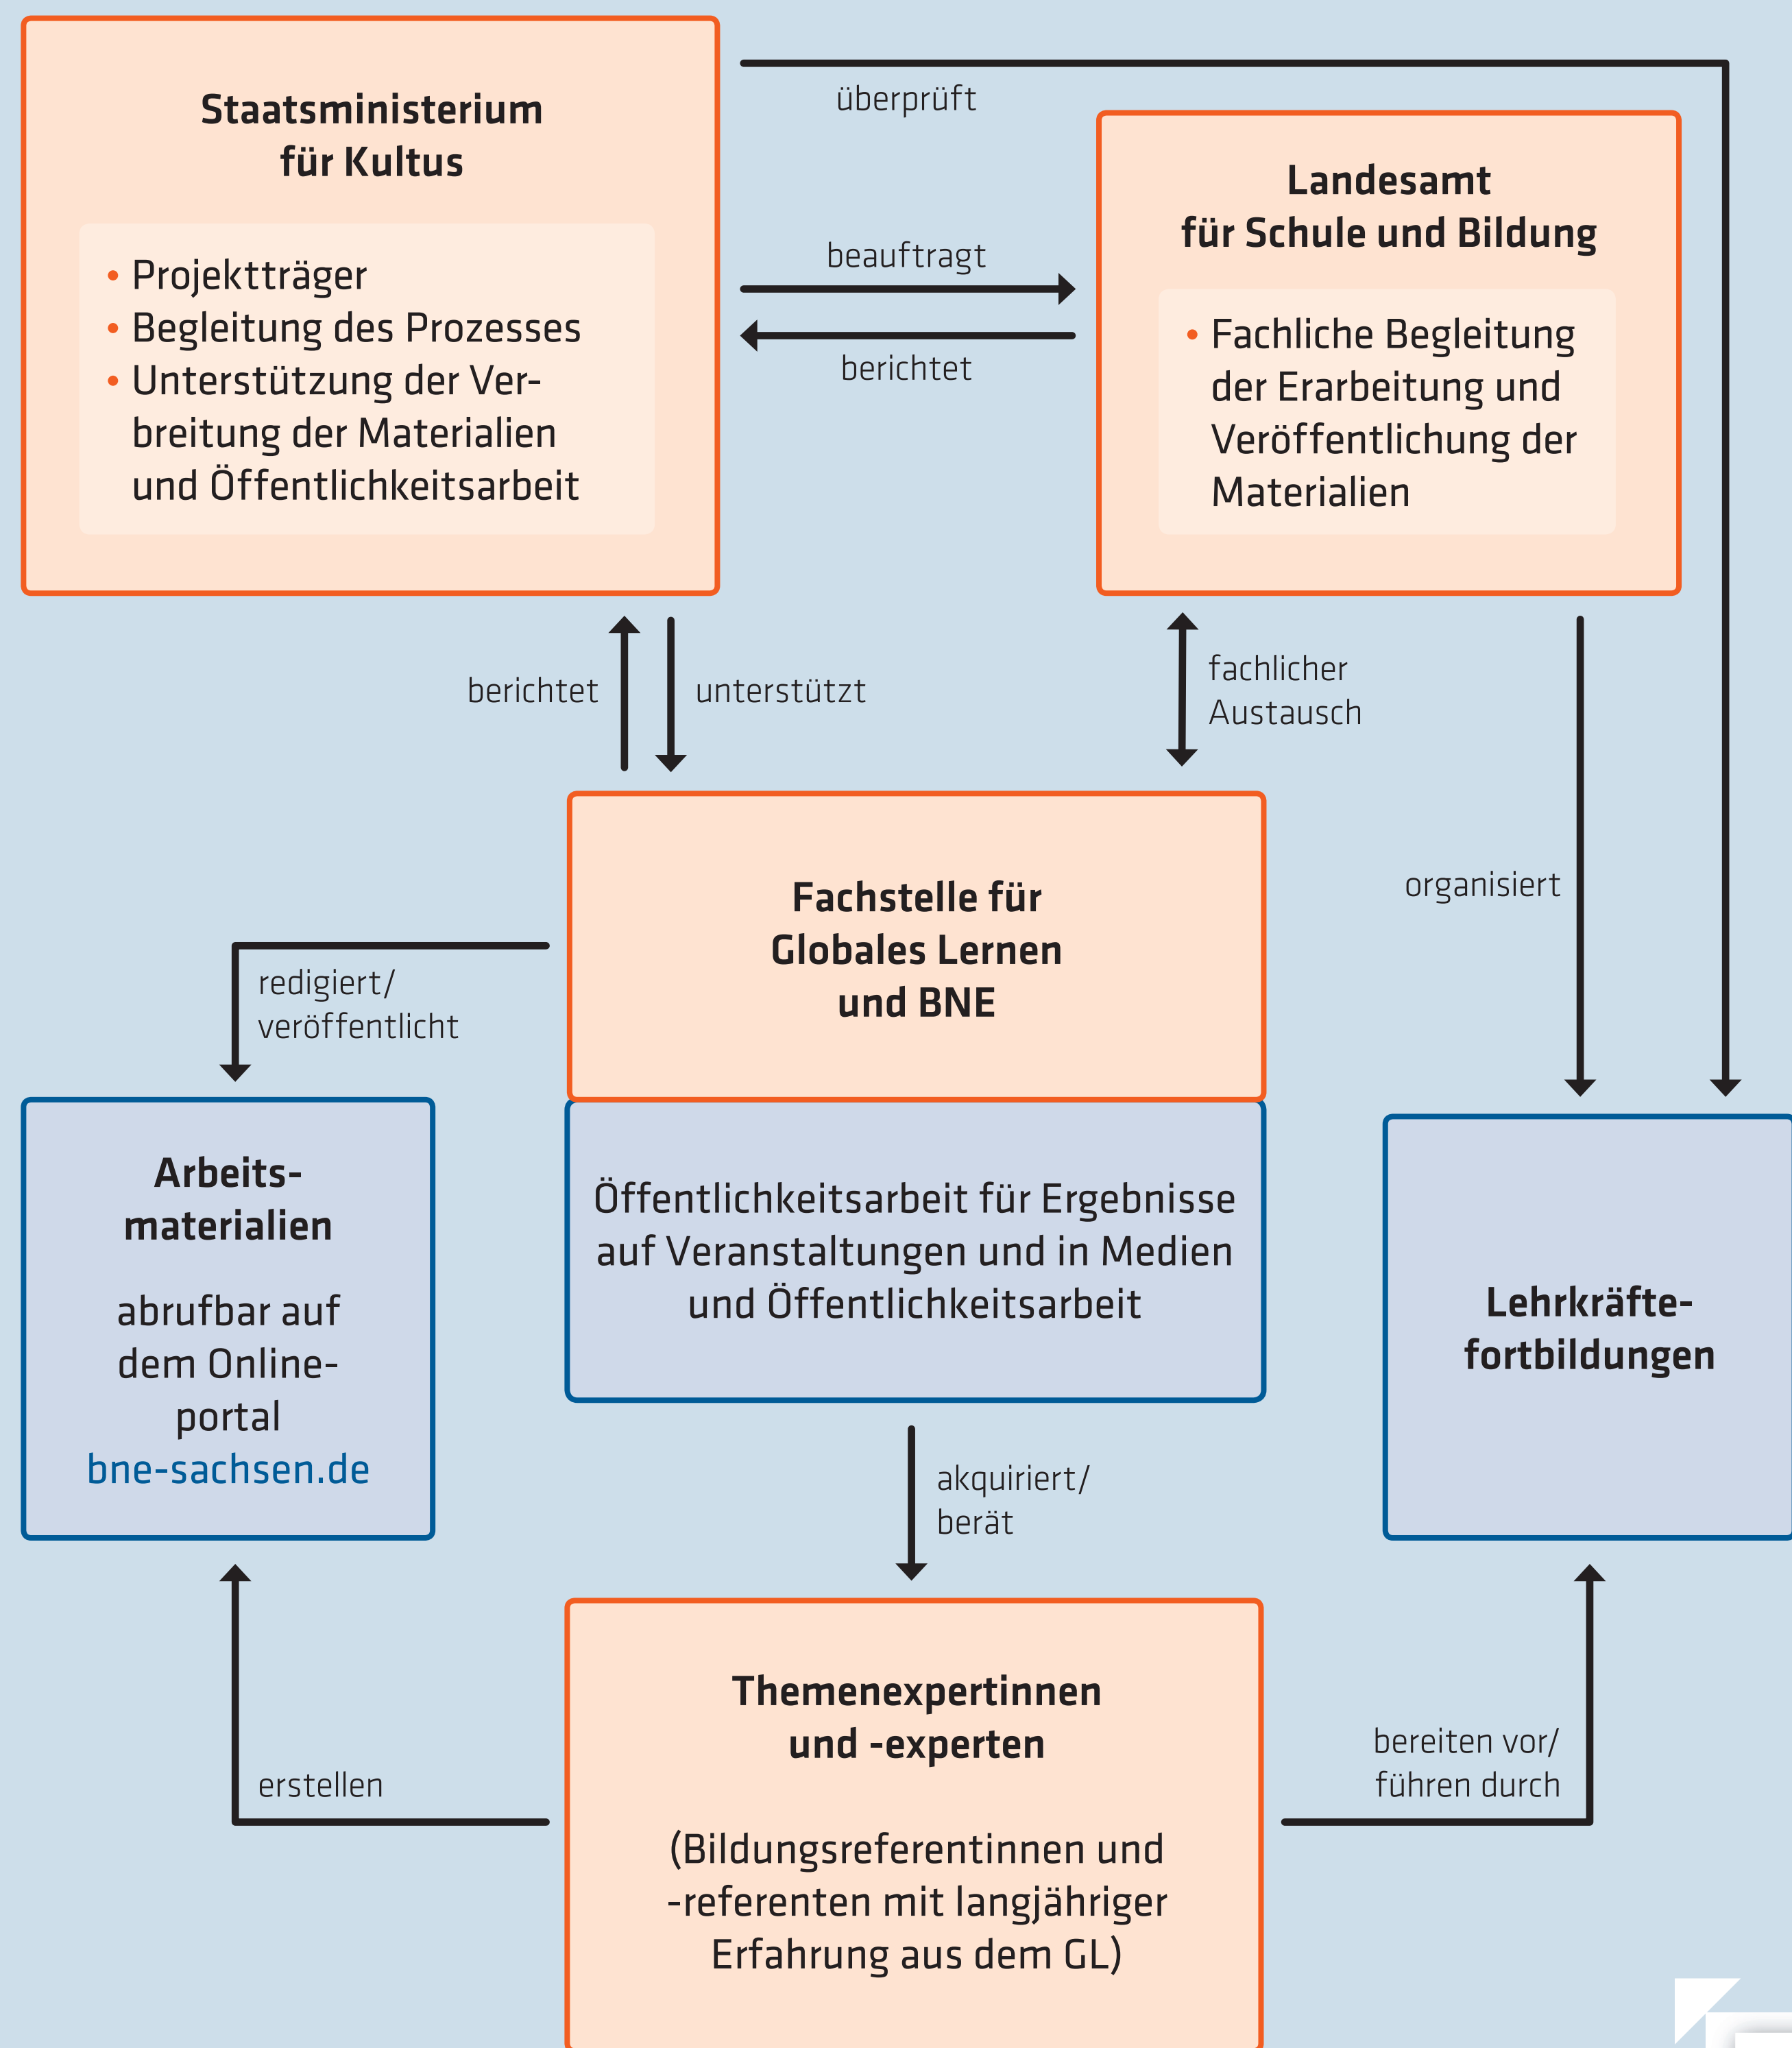 Staatsministerium
für Kultus
• Projektträger
• Begleitung des Prozesses
• Unterstützung der Ver-
breitung der Materialien
und Öffentlichkeitsarbeit
überprüft
beauftragt
berichtet
Landesamt
für Schule und Bildung
• Fachliche Begleitung
der Erarbeitung und
Veröffentlichung der
Materialien
berichtet
unterstützt
fachlicher
Austausch
organisiert
Fachstelle für
Globales Lernen
und BNE
redigiert/
veröffentlicht
Arbeits-
materialien
abrufbar auf
dem Online-
portal
bne-sachsen.de
Öffentlichkeitsarbeit für Ergebnisse
auf Veranstaltungen und in Medien
und Öffentlichkeitsarbeit
Lehrkräfte-
fortbildungen
akquiriert/
berät
Themenexpertinnen
und -experten
(Bildungsreferentinnen und
-referenten mit langjähriger
Erfahrung aus dem GL)
erstellen
bereiten vor/
führen durch